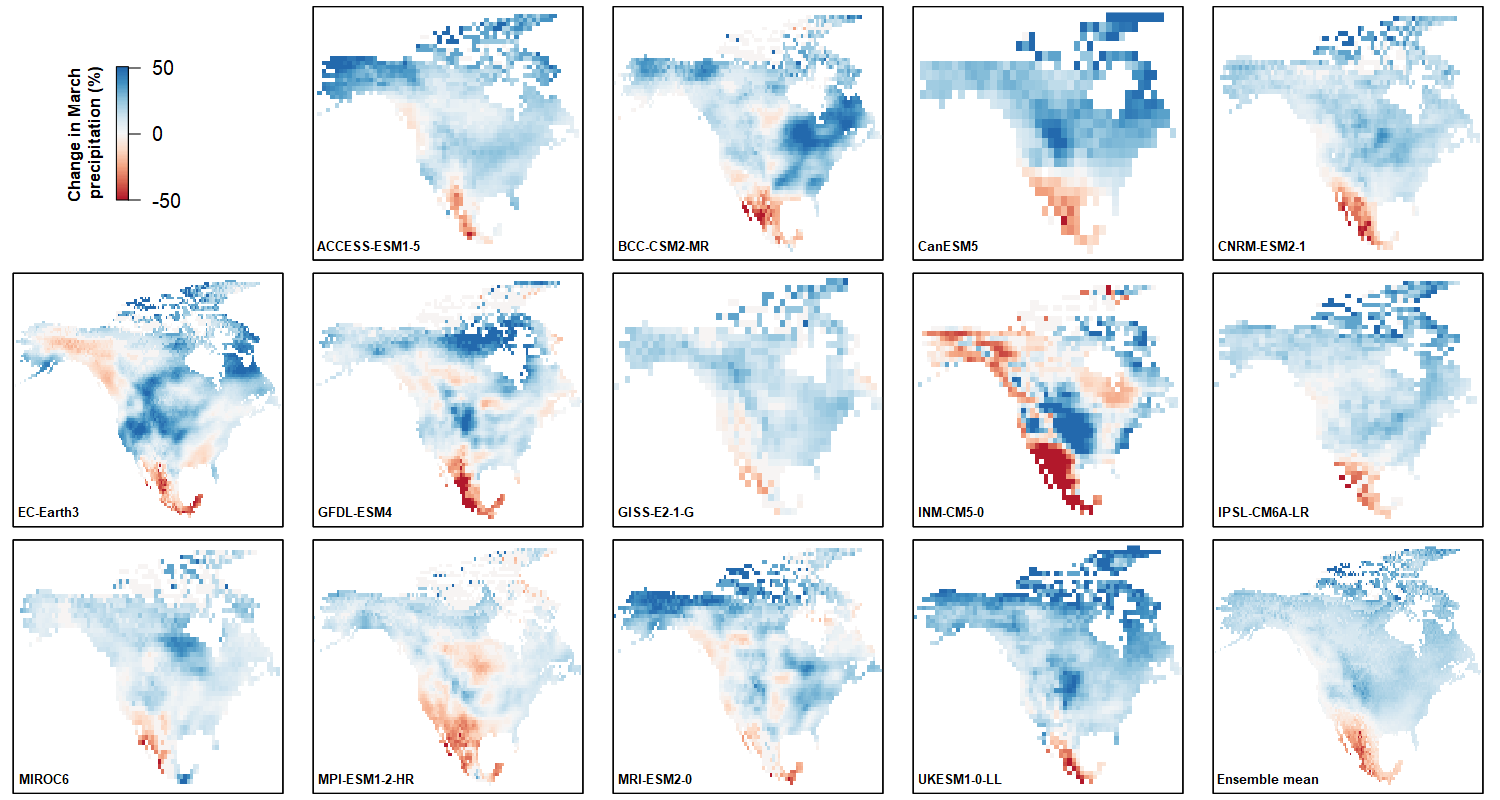 Change in March
precipitation (%)
50
0
-50
ACCESS-ESM1-5
BCC-CSM2-MR
CanESM5
CNRM-ESM2-1
EC-Earth3
GFDL-ESM4
GISS-E2-1-G
INM-CM5-0
IPSL-CM6A-LR
MIROC6
MPI-ESM1-2-HR
MRI-ESM2-0
UKESM1-0-LL
Ensemble mean